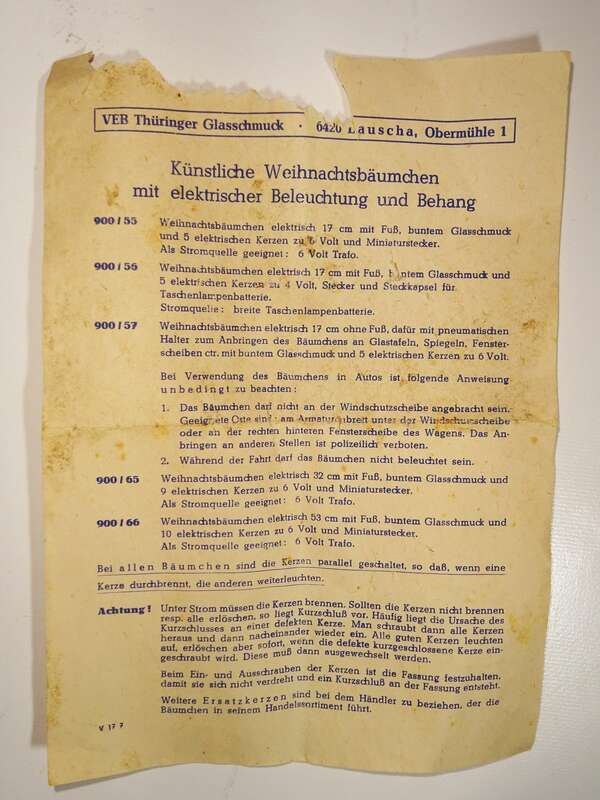 VEB Thüringer Glasschmuck · 6420 Lauscha, Obermühle 1
Künstliche Weihnachtsbäumchen
mit elektrischer Beleuchtung und Behang
900/55 Weihnachtsbäumchen elektrisch 17 cm mit Fuß, buntem Glasschmuck
und 5 elektrischen Kerzen zu 6 Volt und Miniaturstecker.
Als Stromquelle geeignet: 6 Volt Trafo.
900/56 Weihnachtsbäumchen elektrisch 17 cm mit Fuß, buntem Glasschmuck und
5 elektrischen Kerzen zu 4 Volt, Stecker und Steckkapsel für
Taschenlampenbatterie.
Stromquelle: breite Taschenlampenbatterie.
900/57 Weihnachtsbäumchen elektrisch 17 cm ohne Fuß, dafür mit pneumatischen
Halter zum Anbringen des Bäumchens an Glastafeln, Spiegeln, Fenster-
scheiben ctr. mit buntem Glasschmuck und 5 elektrischen Kerzen zu 6 Volt.
Bei Verwendung des Bäumchens in Autos ist folgende Anweisung
unbedingt zu beachten:
1. Das Bäumchen darf nicht an der Windschutzscheibe angebracht sein.
Geeignete Orte sind: am Armaturenbrett unter der Windschutzscheibe
oder an der rechten hinteren Fensterscheibe des Wagens. Das An-
bringen an anderen Stellen ist polizeilich verboten.
2. Während der Fahrt darf das Bäumchen nicht beleuchtet sein.
900/65 Weihnachtsbäumchen elektrisch 32 cm mit Fuß, buntem Glasschmuck und
9 elektrischen Kerzen zu 6 Volt und Miniaturstecker.
Als Stromquelle geeignet: 6 Volt Trafo.
900/66 Weihnachtsbäumchen elektrisch 53 cm mit Fuß, buntem Glasschmuck und
10 elektrischen Kerzen zu 6 Volt und Miniaturstecker.
Als Stromquelle geeignet: 6 Volt Trafo.
Bei allen Bäumchen sind die Kerzen parallel geschaltet, so daß, wenn eine
Kerze durchbrennt, die anderen weiterleuchten.
Achtung! Unter Strom müssen die Kerzen brennen. Sollten die Kerzen nicht brennen
resp. alle erlöschen, so liegt Kurzschluß vor. Häufig liegt die Ursache des
Kurzschlusses an einer defekten Kerze. Man schraubt dann alle Kerzen
heraus und dann nacheinander wieder ein. Alle guten Kerzen leuchten
auf, erlöschen aber sofort, wenn die defekte kurzgeschlossene Kerze ein-
geschraubt wird. Diese muß dann ausgewechselt werden.
Beim Ein- und Ausschrauben der Kerzen ist die Fassung festzuhalten,
damit sie sich nicht verdreht und ein Kurzschluß an der Fassung entsteht.
Weitere Ersatzkerzen sind bei dem Händler zu beziehen, der die
Bäumchen in seinem Handelssortiment führt.
V 17 7